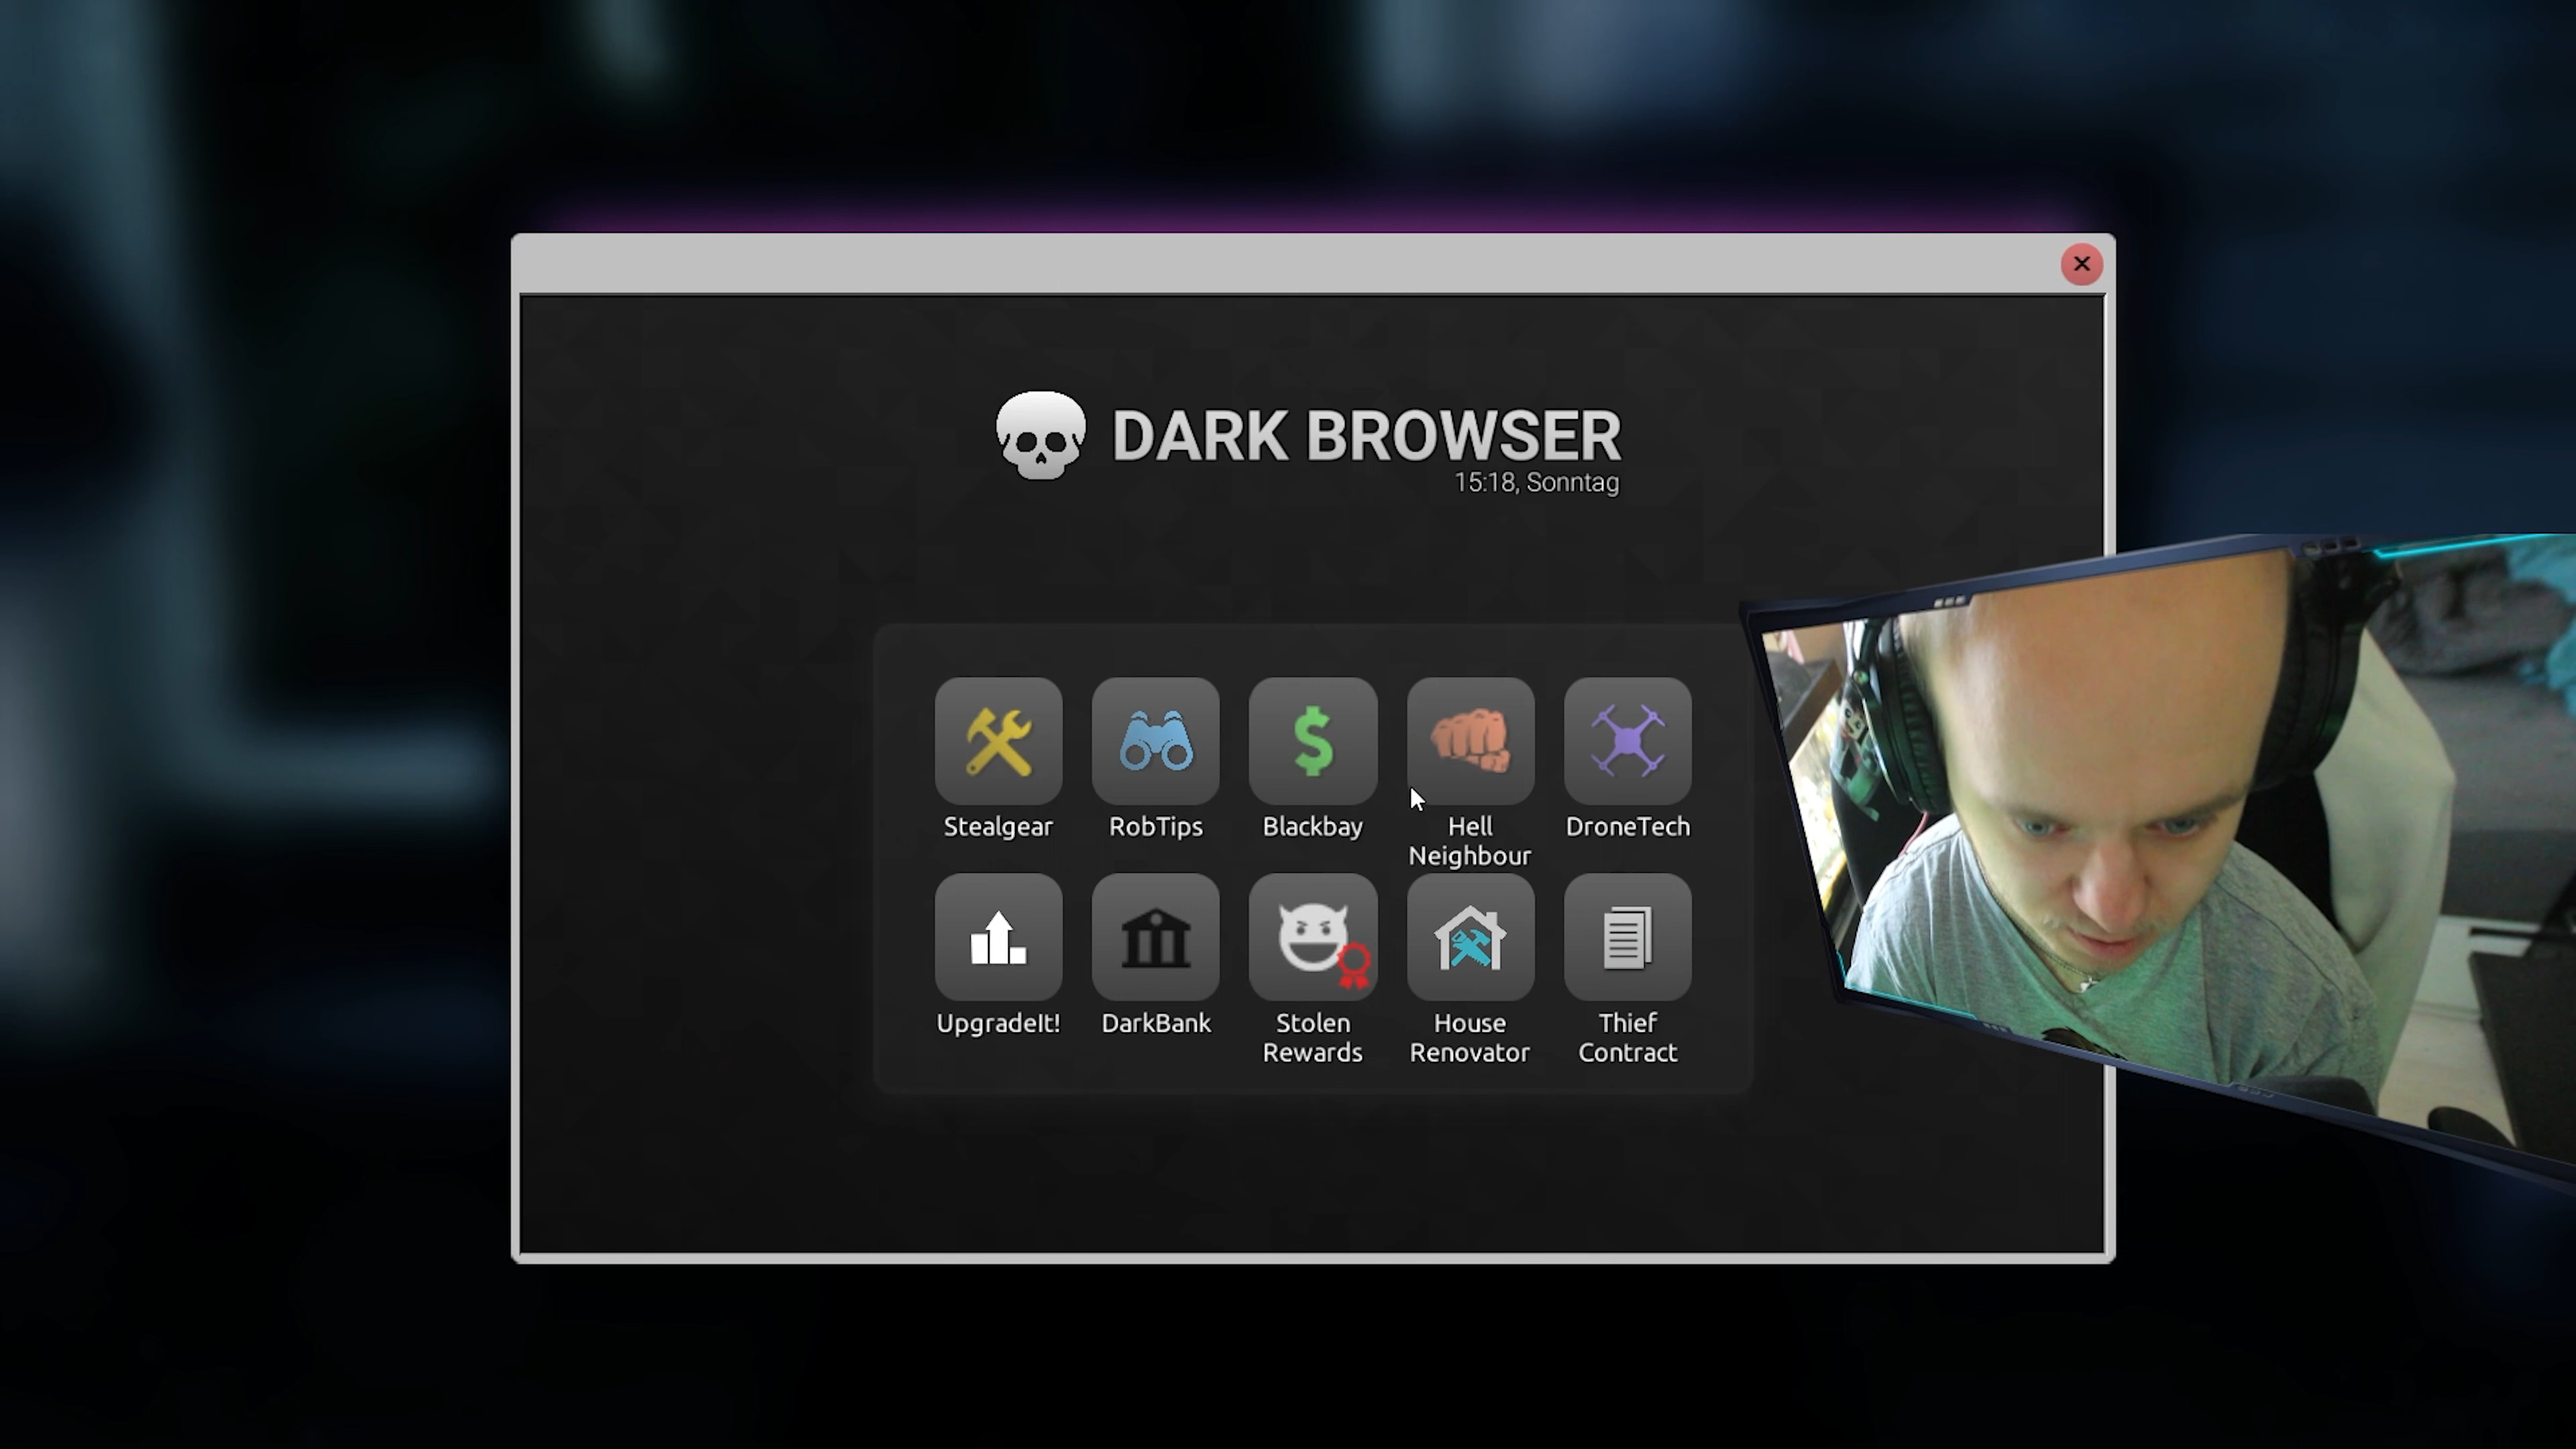 DARK BROWSER
15:18, Sonntag
Stealgear
RobTips
Blackbay
Hell
Neighbour
DroneTech
UpgradeIt!
DarkBank
Stolen
Rewards
House
Renovator
Thief
Contract